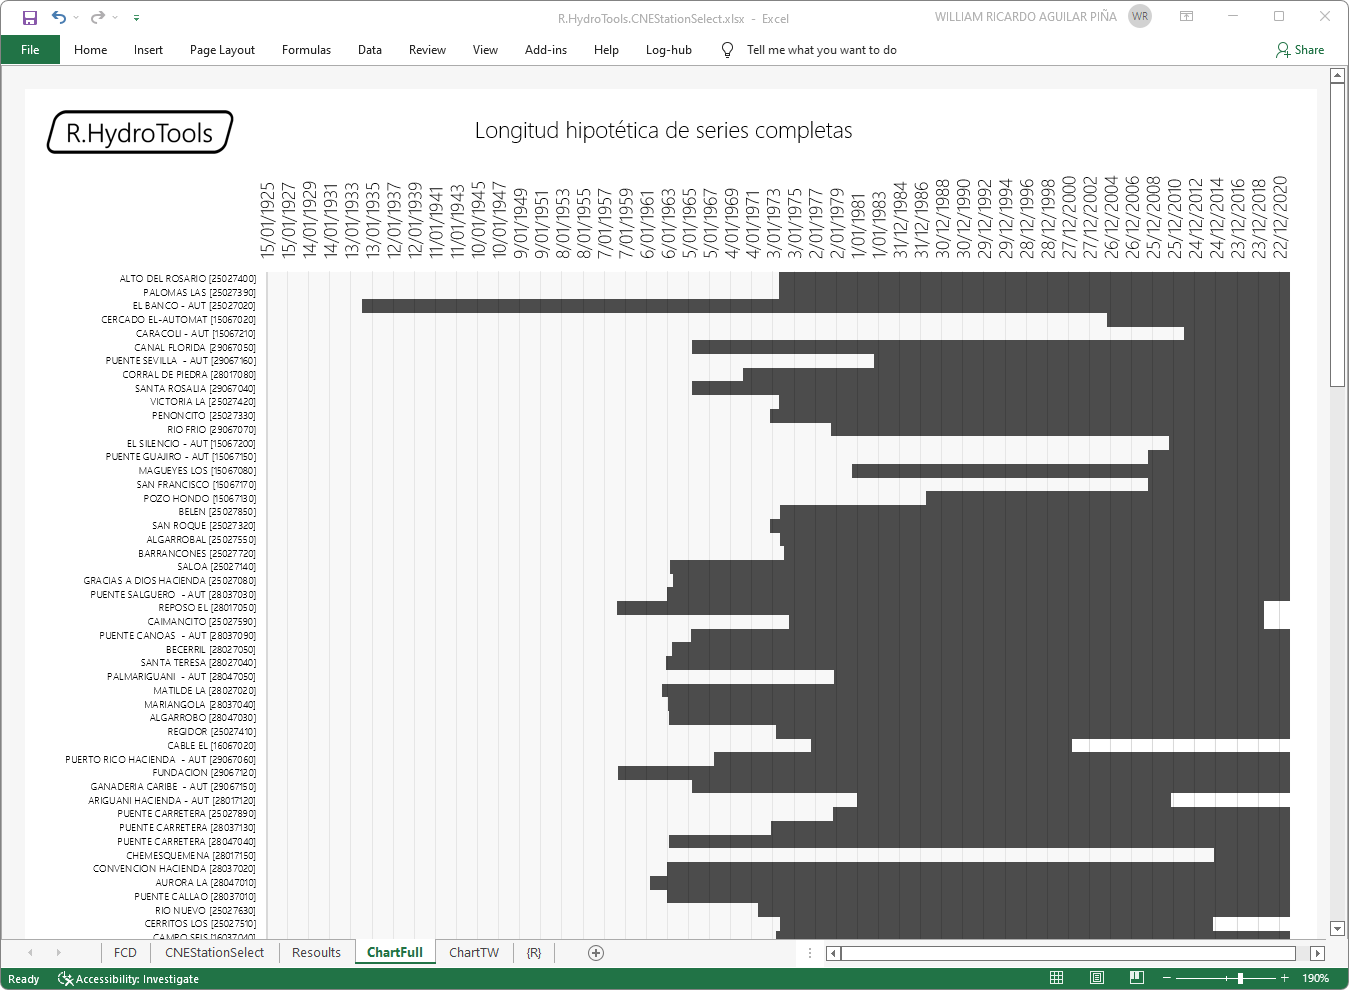 R.HydroTools.CNEStationSelect.xlsx - Excel
WILLIAM RICARDO AGUILAR PIÑA
WR
File Home Insert Page Layout Formulas Data Review View Add-ins Help Log-hub Tell me what you want to do Share
R.HydroTools
Longitud hipotética de series completas
15/01/1925
15/01/1927
14/01/1929
14/01/1931
13/01/1933
13/01/1935
12/01/1937
12/01/1939
11/01/1941
11/01/1943
10/01/1945
10/01/1947
9/01/1949
9/01/1951
8/01/1953
8/01/1955
7/01/1957
7/01/1959
6/01/1961
6/01/1963
5/01/1965
5/01/1967
4/01/1969
4/01/1971
3/01/1973
3/01/1975
2/01/1977
2/01/1979
1/01/1981
1/01/1983
31/12/1984
31/12/1986
30/12/1988
30/12/1990
29/12/1992
29/12/1994
28/12/1996
28/12/1998
27/12/2000
27/12/2002
26/12/2004
26/12/2006
25/12/2008
25/12/2010
24/12/2012
24/12/2014
23/12/2016
23/12/2018
22/12/2020
ALTO DEL ROSARIO [25027400]
PALOMAS LAS [25027390]
EL BANCO - AUT [25027020]
CERCADO EL-AUTOMAT [15067020]
CARACOLI - AUT [15067210]
CANAL FLORIDA [29067050]
PUENTE SEVILLA - AUT [29067160]
CORRAL DE PIEDRA [28017080]
SANTA ROSALIA [29067040]
VICTORIA LA [25027420]
PENONCITO [25027330]
RIO FRIO [29067070]
EL SILENCIO - AUT [15067200]
PUENTE GUAJIRO - AUT [15067150]
MAGUEYES LOS [15067080]
SAN FRANCISCO [15067170]
POZO HONDO [15067130]
BELEN [25027850]
SAN ROQUE [25027320]
ALGARROBAL [25027550]
BARRANCONES [25027720]
SALOA [25027140]
GRACIAS A DIOS HACIENDA [25027080]
PUENTE SALGUERO - AUT [28037030]
REPOSO EL [28017050]
CAIMANCITO [25027590]
PUENTE CANOAS - AUT [28037090]
BECERRIL [28027050]
SANTA TERESA [28027040]
PALMARIGUANI - AUT [28047050]
MATILDE LA [28027020]
MARIANGOLA [28037040]
ALGARROBO [28047030]
REGIDOR [25027410]
CABLE EL [16067020]
PUERTO RICO HACIENDA - AUT [29067060]
FUNDACION [29067120]
GANADERIA CARIBE - AUT [29067150]
ARIGUANI HACIENDA - AUT [28017120]
PUENTE CARRETERA [25027890]
PUENTE CARRETERA [28037130]
PUENTE CARRETERA [28047040]
CHEMESQUEMENA [28017150]
CONVENCION HACIENDA [28037020]
AURORA LA [28047010]
PUENTE CALLAO [28037010]
RIO NUEVO [25027630]
CERRITOS LOS [25027510]
CAMPO SEIS [16037040]
FCD CNEStationSelect Resoults ChartFull ChartTW {R}
Ready Accessibility: Investigate 190%